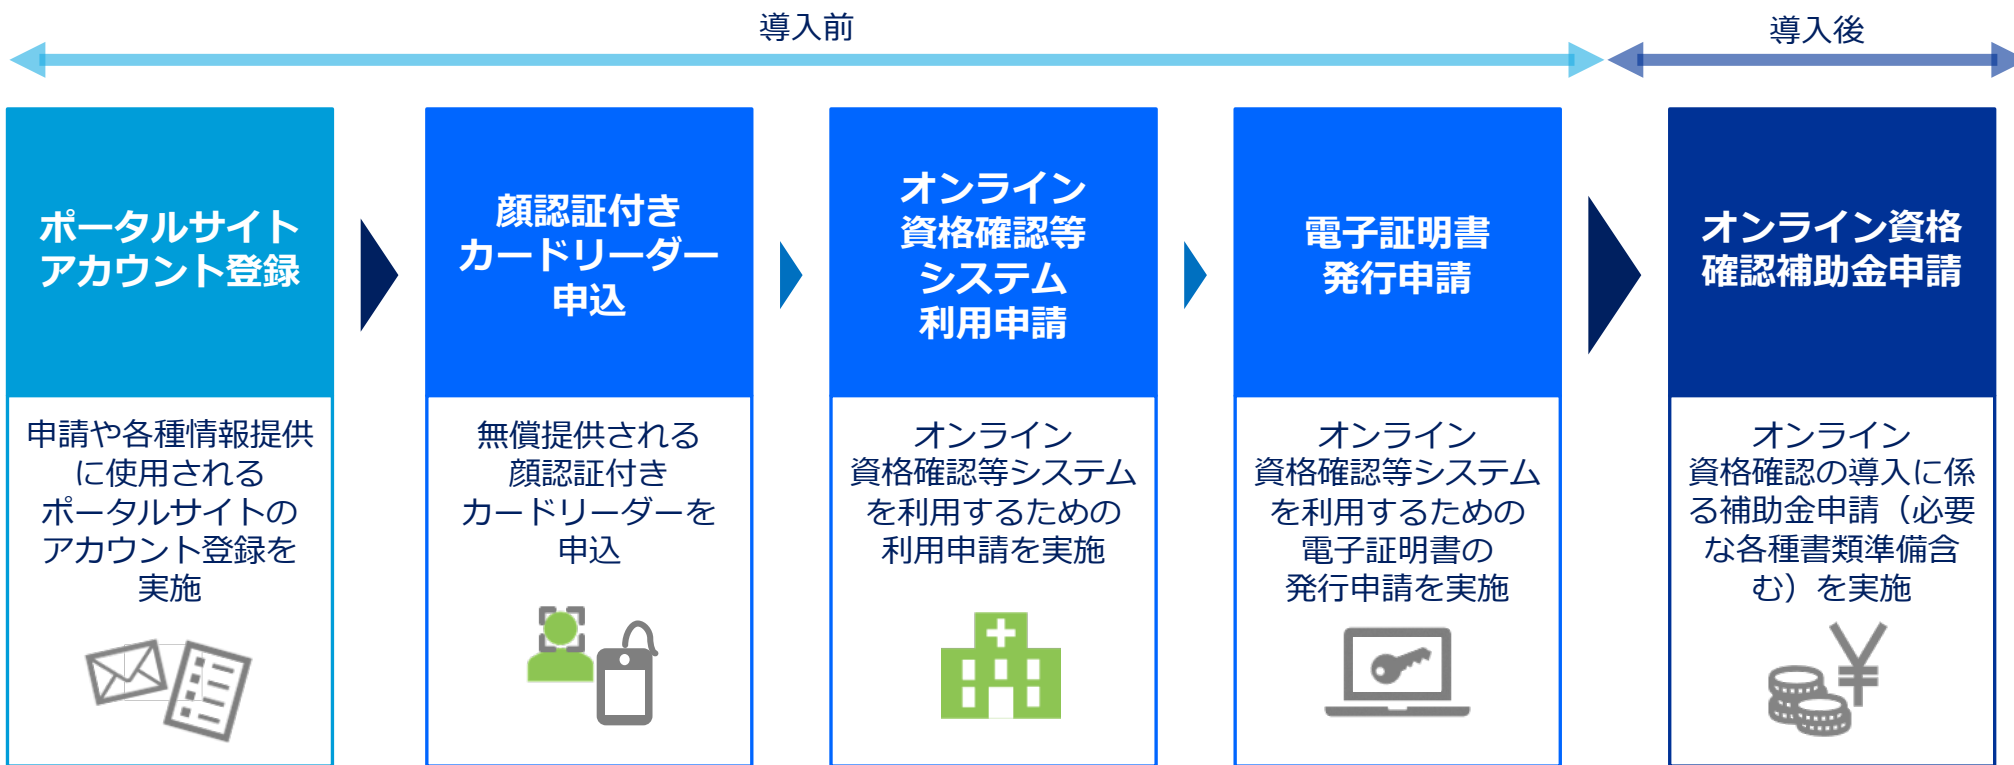 導入前
導入後
ポータルサイト
アカウント登録
顔認証付き
カードリーダー
申込
オンライン
資格確認等
システム
利用申請
電子証明書
発行申請
オンライン資格
確認補助金申請
申請や各種情報提供
に使用される
ポータルサイトの
アカウント登録を
実施
無償提供される
顔認証付き
カードリーダーを
申込
オンライン
資格確認等システム
を利用するための
利用申請を実施
オンライン
資格確認等システム
を利用するための
電子証明書の
発行申請を実施
オンライン
資格確認の導入に係
る補助金申請（必要
な各種書類準備含
む）を実施